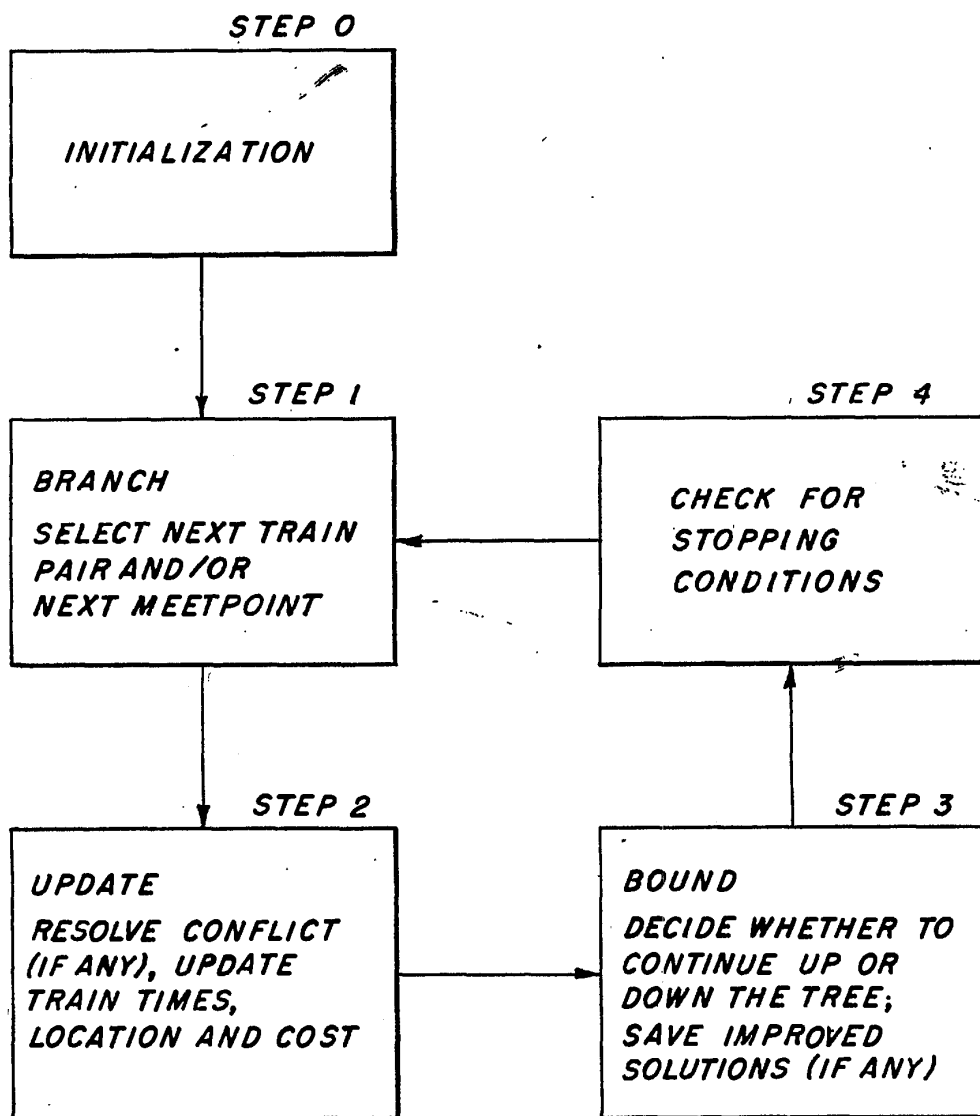 STEP 0
INITIALIZATION
STEP 1
BRANCH
SELECT NEXT TRAIN
PAIR AND/OR
NEXT MEETPOINT
STEP 2
UPDATE
RESOLVE CONFLICT
(IF ANY), UPDATE
TRAIN TIMES,
LOCATION AND COST
STEP 3
BOUND
DECIDE WHETHER TO
CONTINUE UP OR
DOWN THE TREE;
SAVE IMPROVED
SOLUTIONS (IF ANY)
STEP 4
CHECK FOR
STOPPING
CONDITIONS